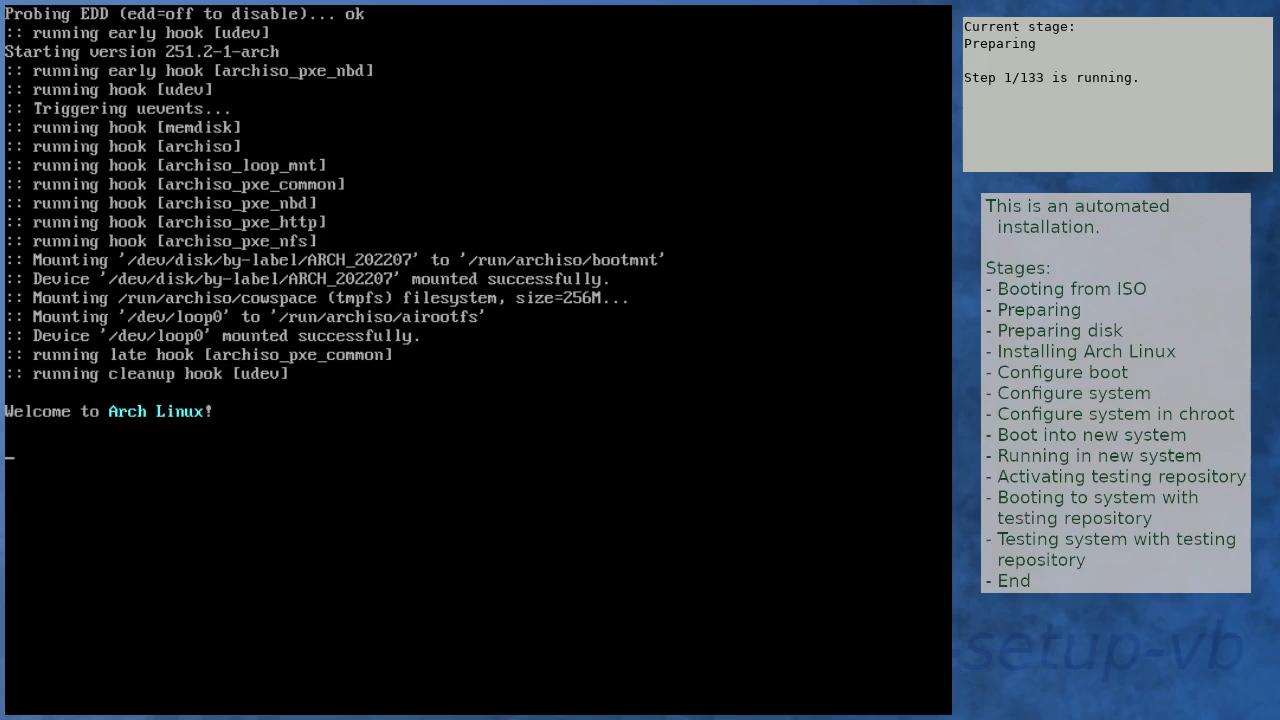 Probing EDD (edd=off to disable)... ok
:: running early hook [udev]
Starting version 251.2-1-arch
:: running early hook [archiso_pxe_nbd]
:: running hook [udev]
:: Triggering uevents...
:: running hook [memdisk]
:: running hook [archiso]
:: running hook [archiso_loop_mnt]
:: running hook [archiso_pxe_common]
:: running hook [archiso_pxe_nbd]
:: running hook [archiso_pxe_http]
:: running hook [archiso_pxe_nfs]
:: Mounting '/dev/disk/by-label/ARCH_202207' to '/run/archiso/bootmnt'
:: Device '/dev/disk/by-label/ARCH_202207' mounted successfully.
:: Mounting /run/archiso/cowspace (tmpfs) filesystem, size=256M...
:: Mounting '/dev/loop0' to '/run/archiso/airootfs'
:: Device '/dev/loop0' mounted successfully.
:: running late hook [archiso_pxe_common]
:: running cleanup hook [udev]
Welcome to Arch Linux!
Current stage:
Preparing
Step 1/133 is running.
This is an automated
installation.
Stages:
- Booting from ISO
- Preparing
- Preparing disk
- Installing Arch Linux
- Configure boot
- Configure system
- Configure system in chroot
- Boot into new system
- Running in new system
- Activating testing repository
- Booting to system with
testing repository
- Testing system with testing
repository
- End
setup-vb